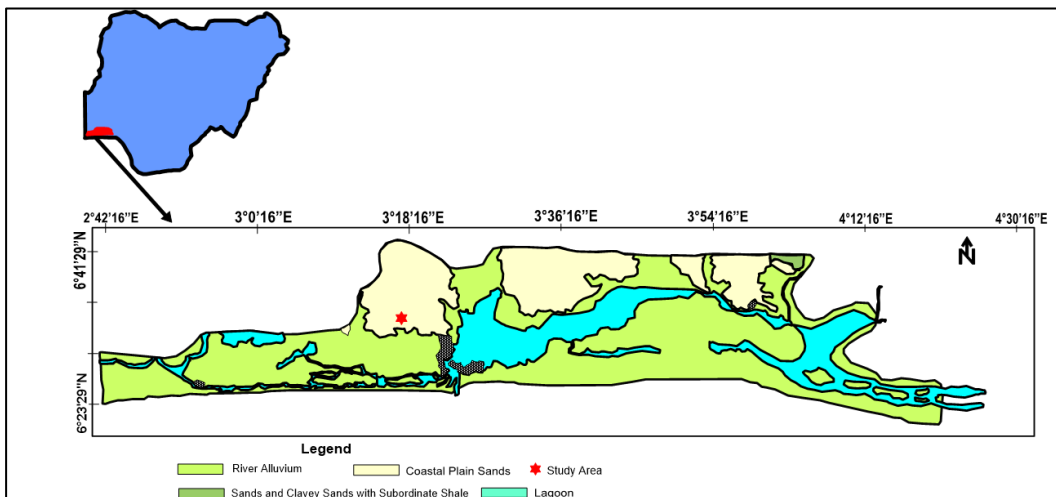 2°42'16"E 3°0'16"E 3°18'16"E 3°36'16"E 3°54'16"E 4°12'16"E 4°30'16"E
6°41'29"N
N
6°23'29"N
Legend
River Alluvium Coastal Plain Sands Study Area
Sands and Clayey Sands with Subordinate Shale Lagoon